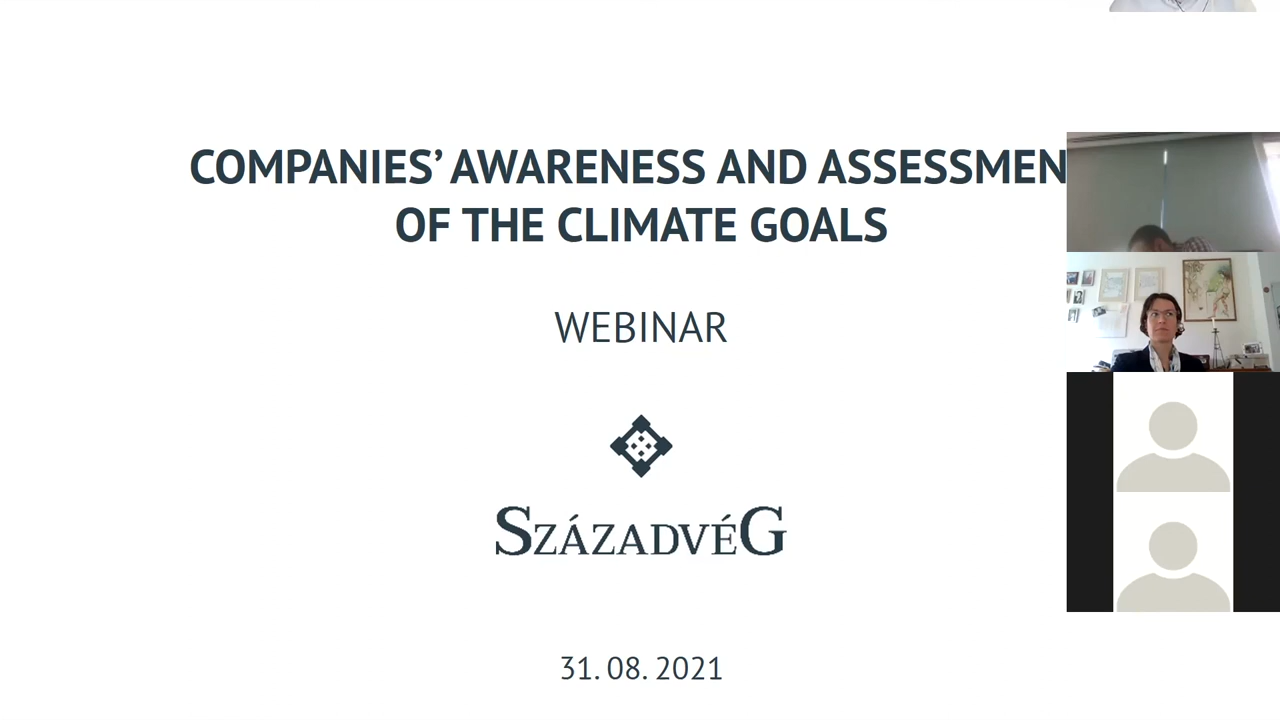 COMPANIES' AWARENESS AND ASSESSMEN
OF THE CLIMATE GOALS
WEBINAR
SZÁZADVÉG
31. 08. 2021